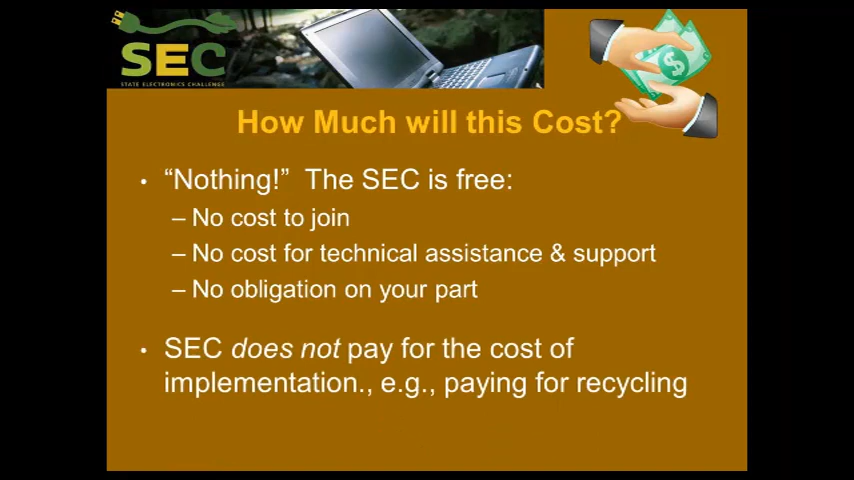 SEC
STATE ELECTRONICS CHALLENGE
$
How Much will this Cost?
• “Nothing!”  The SEC is free:
– No cost to join
– No cost for technical assistance & support
– No obligation on your part
• SEC does not pay for the cost of
implementation., e.g., paying for recycling